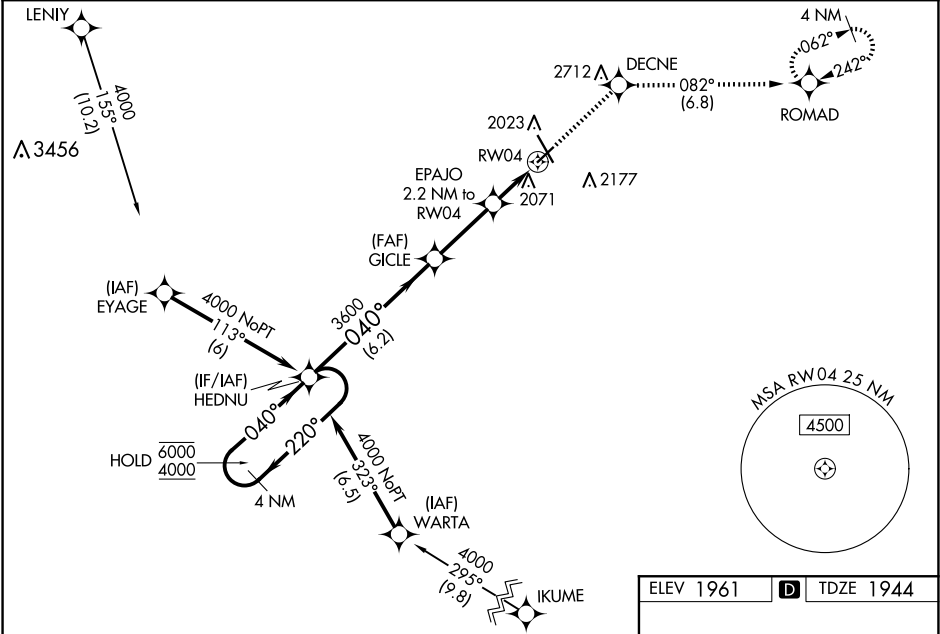 LENIY
4000
155°
(10.2)
3456
4 NM
062°
242°
ROMAD
2712
DECNE
082°
(6.8)
2023
RW04
EPAJO
2.2 NM to
RW04
2071
2177
(FAF)
GICLE
(IAF)
EYAGE
4000 NoPT
113°
(6)
3600
040°
(6.2)
(IF/IAF)
HEDNU
040°
220°
HOLD
6000
4000
4 NM
4000 NoPT
323°
(6.5)
(IAF)
WARTA
4000
295°
(9.8)
IKUME
MSA RW04 25 NM
4500
ELEV 1961 D TDZE 1944